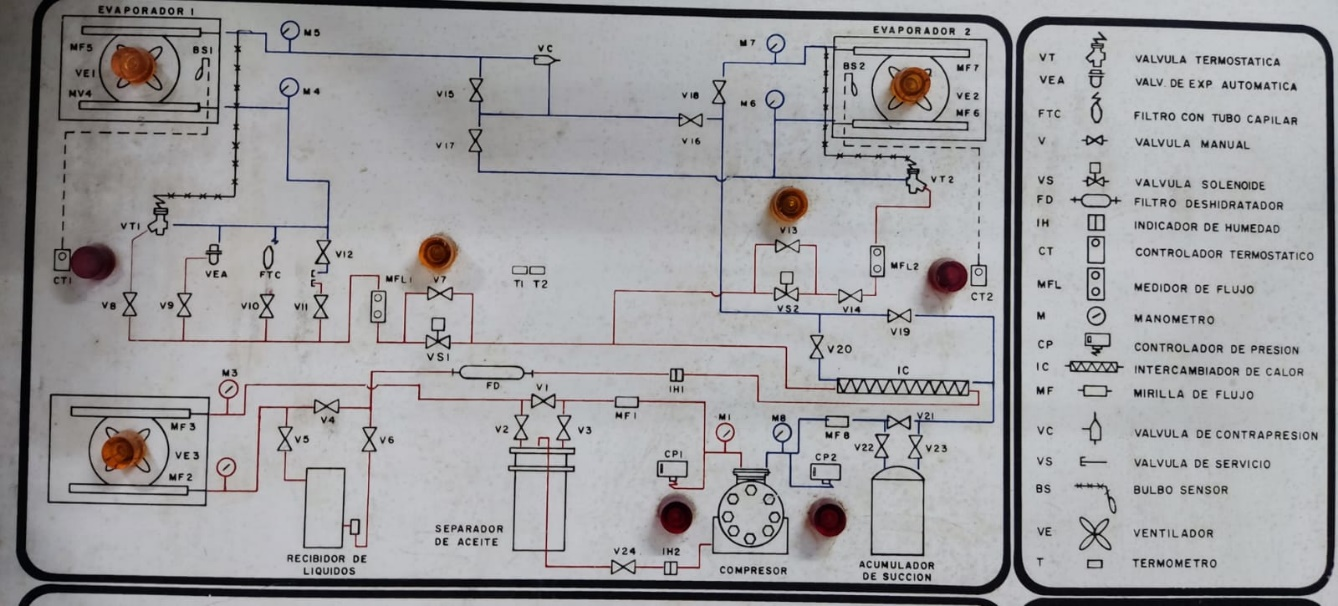 EVAPORADOR 1
M5
MF5
BS1
VE1
MV4
M4
VC
V15
V17
M7
V18
M6
V16
EVAPORADOR 2
BS2
MF7
VE2
MF6
VT1
CT1
VEA
FTC
V12
V8
V9
V10
V11
MFL1
V7
VS1
T1 T2
VT2
V13
MFL2
VS2
V14
CT2
V19
V20
IC
M3
FD
IH1
V1
MF1
V4
V5
V6
V2
V3
MF3
VE3
MF2
M1
M8
MF8
V21
V22
V23
CP1
CP2
SEPARADOR
DE ACEITE
RECIBIDOR DE
LIQUIDOS
V24
IH2
COMPRESOR
ACUMULADOR
DE SUCCION
VT VALVULA TERMOSTATICA
VEA VALV. DE EXP AUTOMATICA
FTC FILTRO CON TUBO CAPILAR
V VALVULA MANUAL
VS VALVULA SOLENOIDE
FD FILTRO DESHIDRATADOR
IH INDICADOR DE HUMEDAD
CT CONTROLADOR TERMOSTATICO
MFL MEDIDOR DE FLUJO
M MANOMETRO
CP CONTROLADOR DE PRESION
IC INTERCAMBIADOR DE CALOR
MF MIRILLA DE FLUJO
VC VALVULA DE CONTRAPRESION
VS VALVULA DE SERVICIO
BS BULBO SENSOR
VE VENTILADOR
T TERMOMETRO